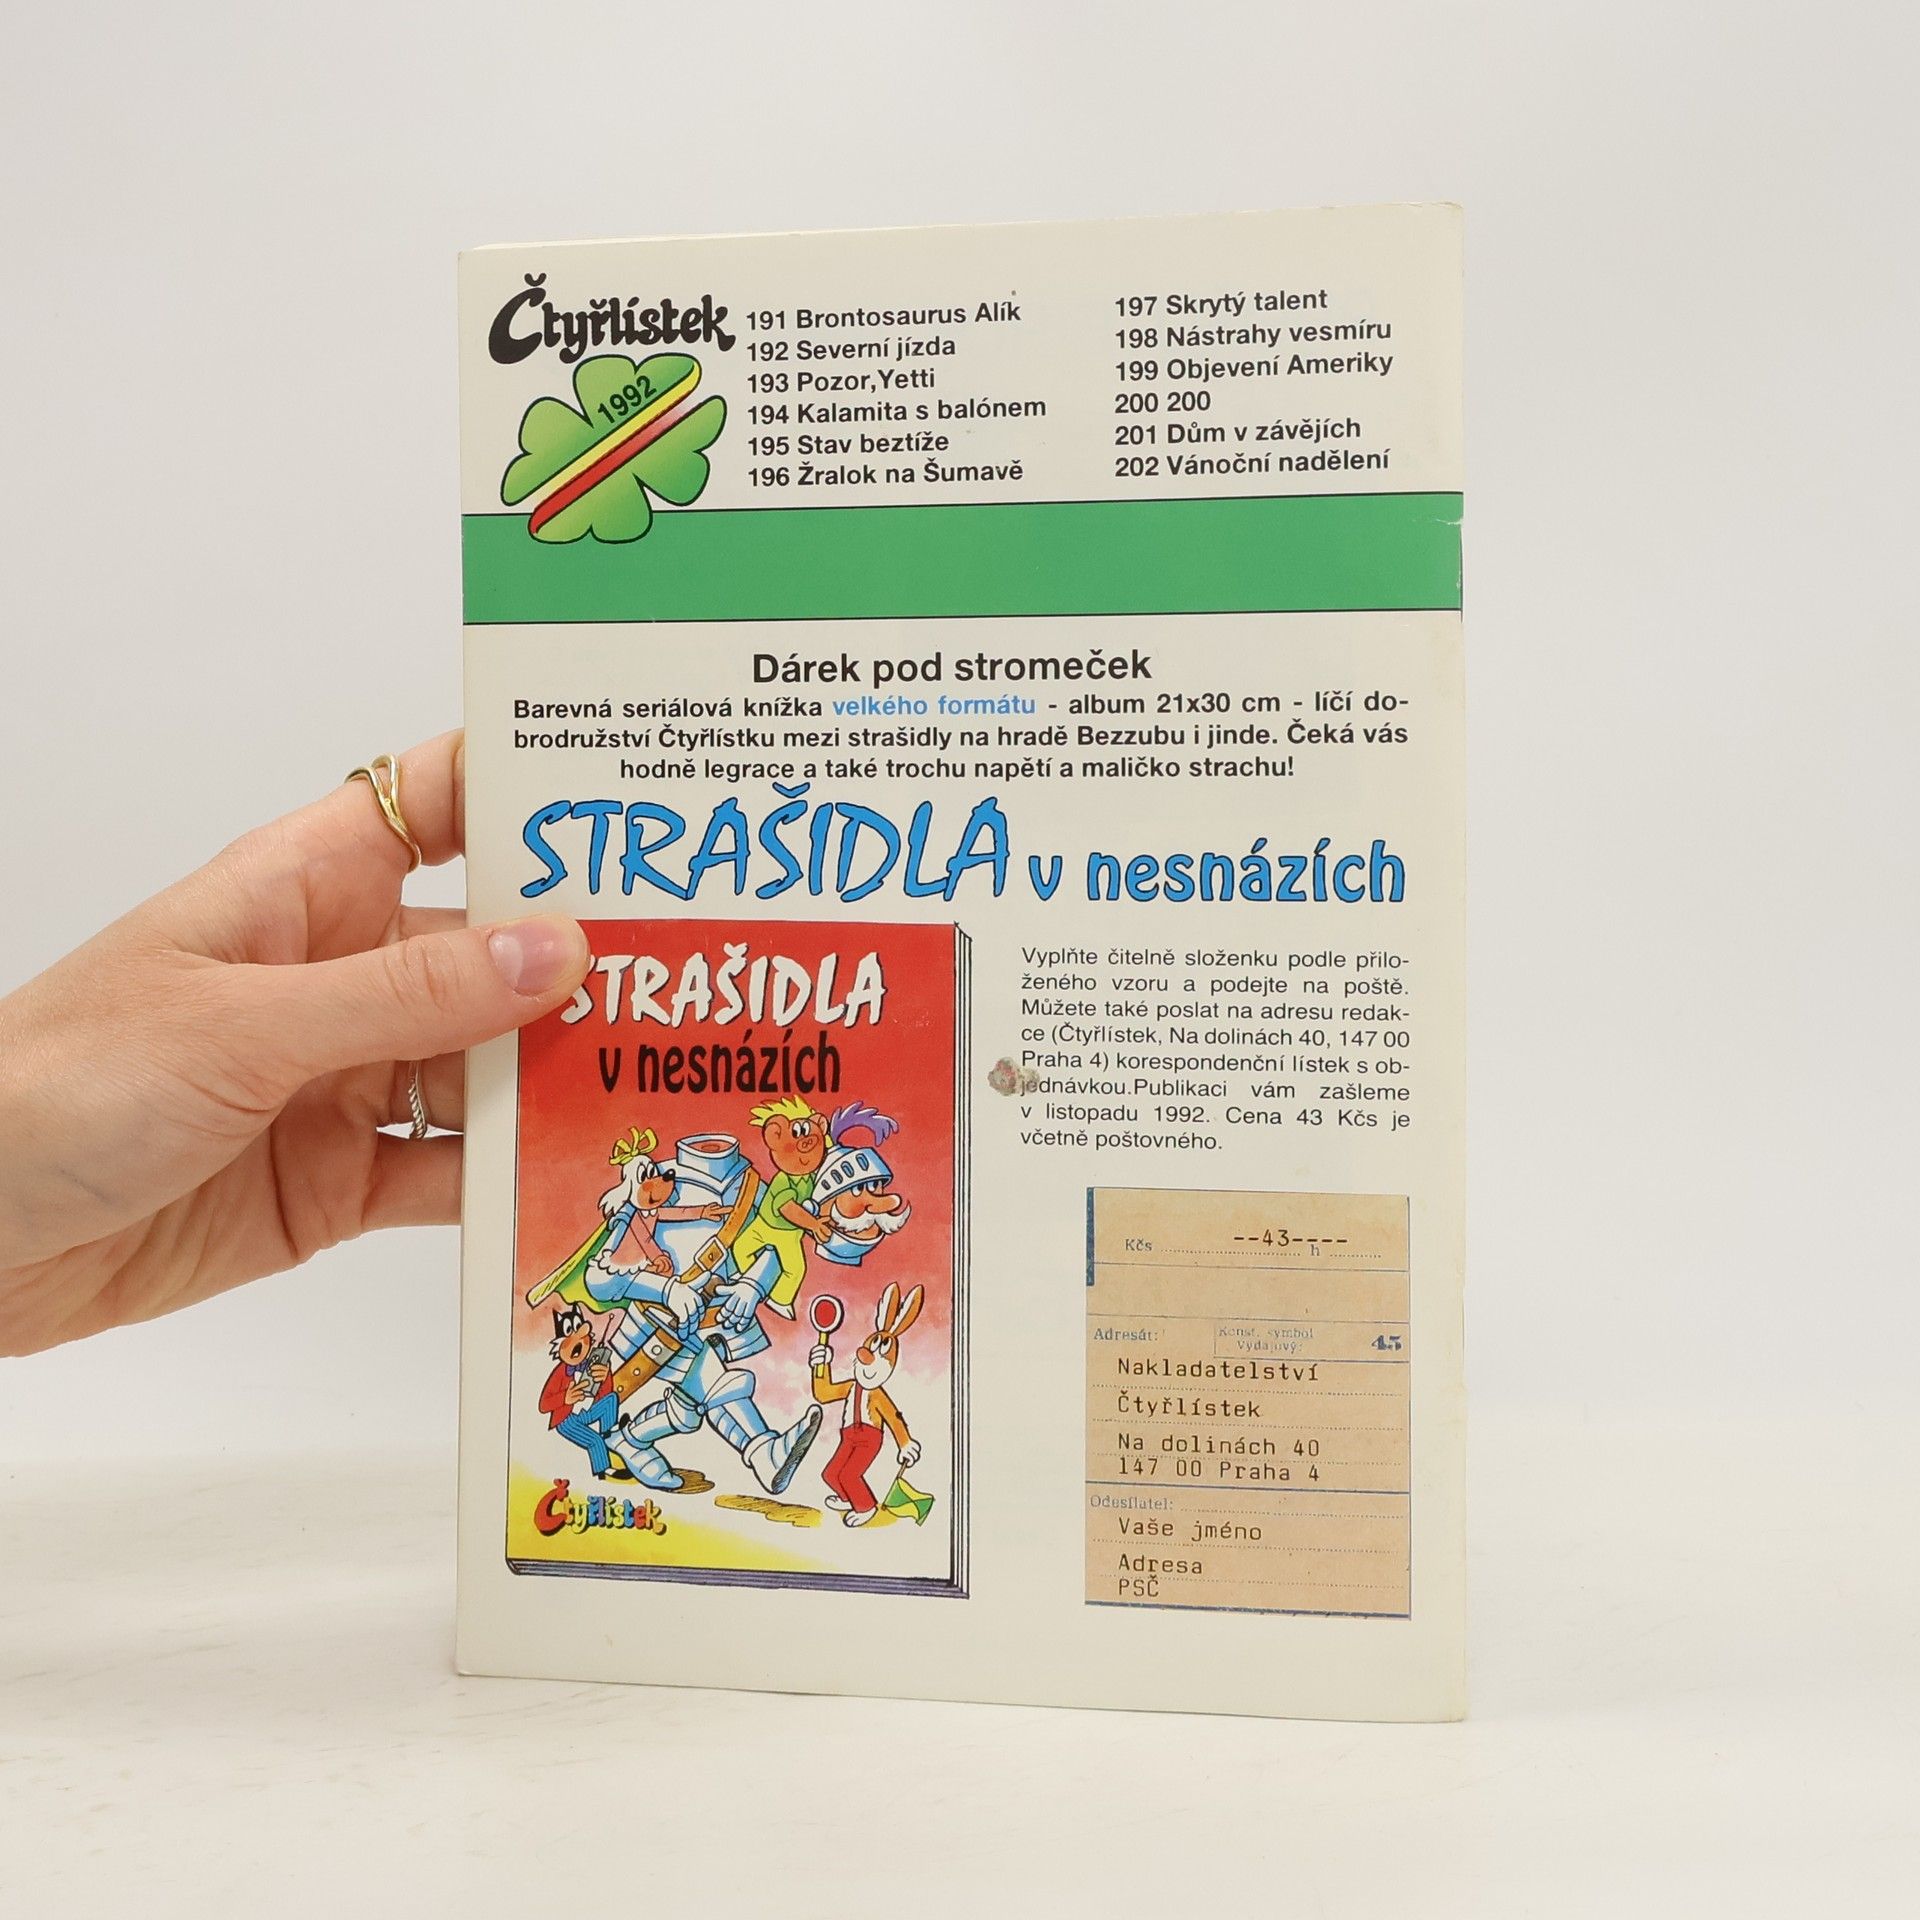 Čtyřlístek
1992
191 Brontosaurus Alík
192 Severní jízda
193 Pozor,Yetti
194 Kalamita s balónem
195 Stav beztíže
196 Žralok na Šumavě
197 Skrytý talent
198 Nástrahy vesmíru
199 Objevení Ameriky
200 200
201 Dům v závějích
202 Vánoční nadělení
Dárek pod stromeček
Barevná seriálová knížka velkého formátu - album 21x30 cm - líčí do-
brodružství Čtyřlístku mezi strašidly na hradě Bezzubu i jinde. Čeká vás
hodně legrace a také trochu napětí a maličko strachu!
STRAŠIDLA v nesnázích
STRAŠIDLA
v nesnázích
Čtyřlístek
Vyplňte čitelně složenku podle přilo-
ženého vzoru a podejte na poště.
Můžete také poslat na adresu redak-
ce (Čtyřlístek, Na dolinách 40, 147 00
Praha 4) korespondenční lístek s ob-
jednávkou.Publikaci vám zašleme
v listopadu 1992. Cena 43 Kčs je
včetně poštovného.
Kčs --43---- h
Adresát: Konst. symbol
Vydajový: 45
Nakladatelství
Čtyřlístek
Na dolinách 40
147 00 Praha 4
Odesílatel:
Vaše jméno
Adresa
PSČ